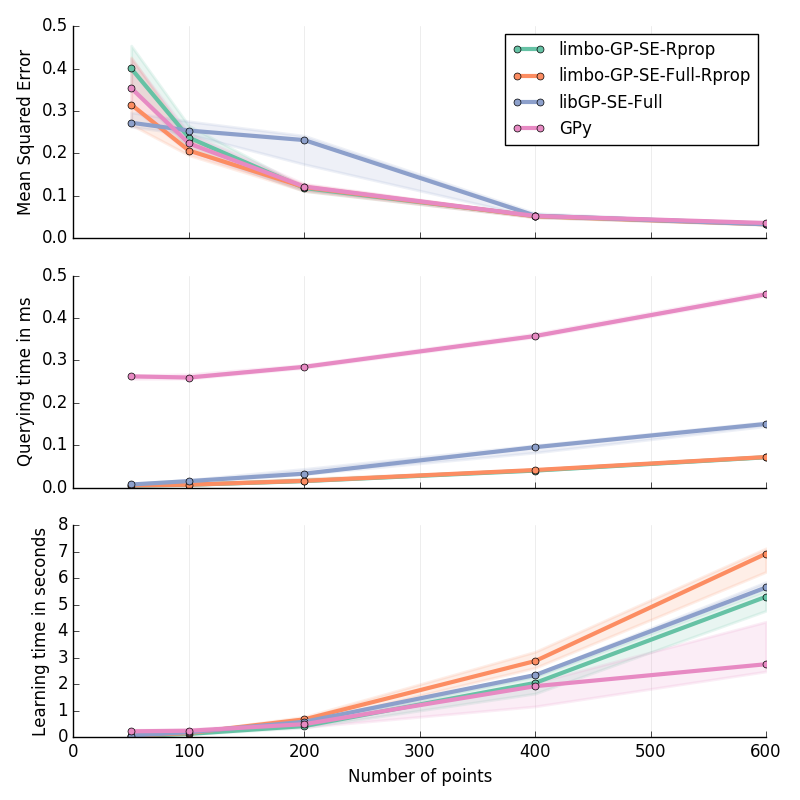 0.5
0.4
0.3
0.2
0.1
0.0
Mean Squared Error
limbo-GP-SE-Rprop
limbo-GP-SE-Full-Rprop
libGP-SE-Full
GPy
0.5
0.4
0.3
0.2
0.1
0.0
Querying time in ms
8
7
6
5
4
3
2
1
0
Learning time in seconds
0 100 200 300 400 500 600
Number of points